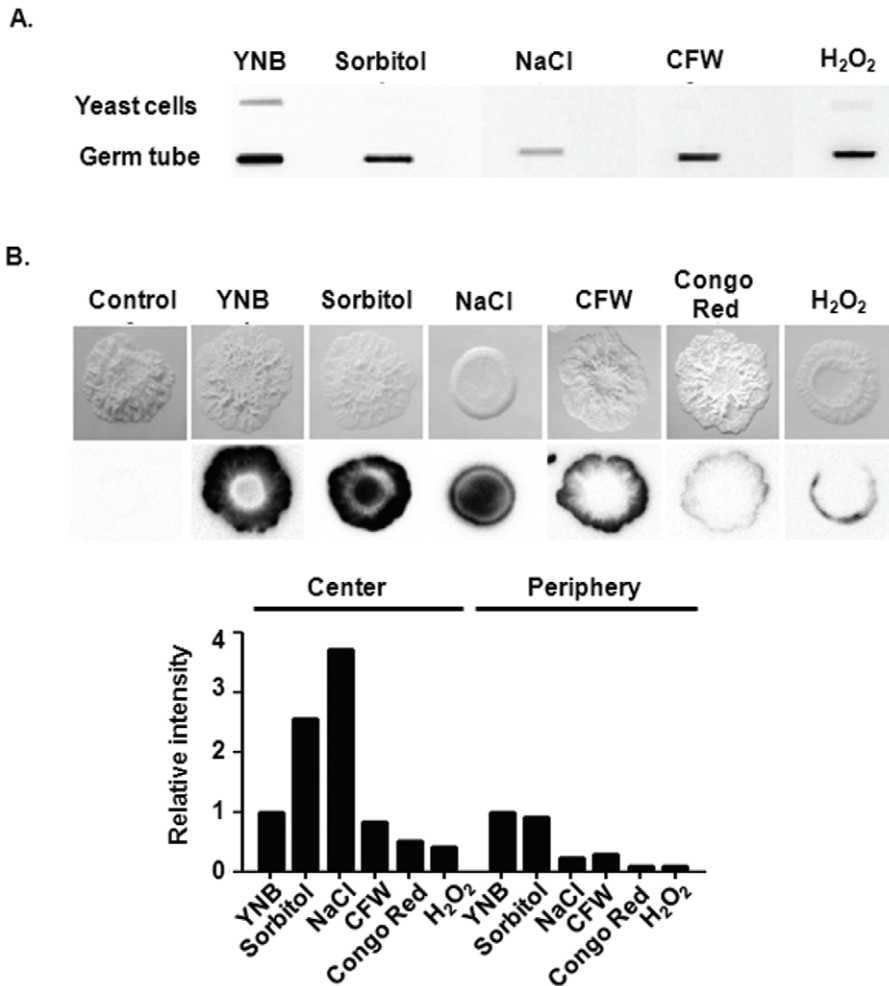 A.
YNB Sorbitol NaCl CFW H₂O₂
Yeast cells
Germ tube
B.
Control YNB Sorbitol NaCl CFW Congo Red H₂O₂
Center Periphery
Relative intensity
4
3
2
1
0
YNB Sorbitol NaCl CFW Congo Red H₂O₂ YNB Sorbitol NaCl CFW Congo Red H₂O₂